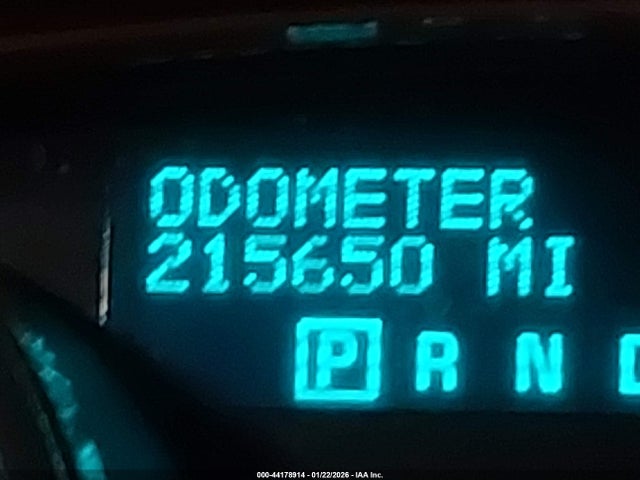 ODOMETER
215650 MI
P R N D
000-44178914 - 01/22/2026 - IAA Inc.